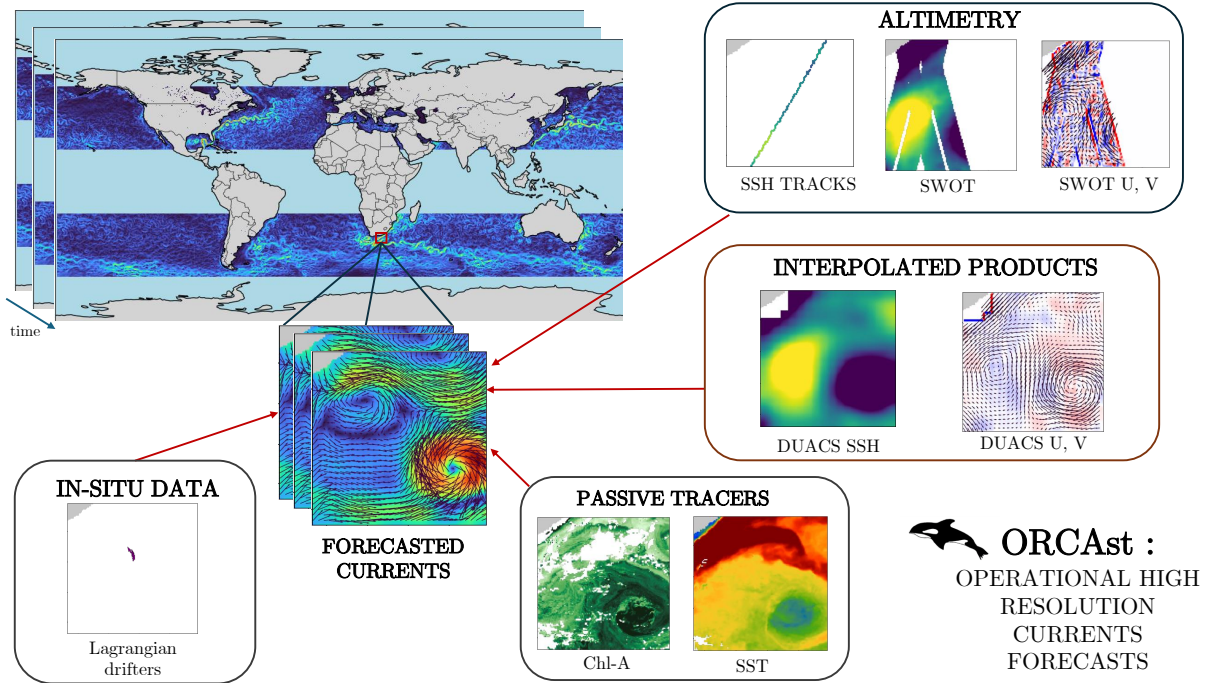 ALTIMETRY
SSH TRACKS
SWOT
SWOT U, V
time
INTERPOLATED PRODUCTS
DUACS SSH
DUACS U, V
IN-SITU DATA
Lagrangian
drifters
FORECASTED
CURRENTS
PASSIVE TRACERS
Chl-A
SST
ORCAst :
OPERATIONAL HIGH
RESOLUTION
CURRENTS
FORECASTS